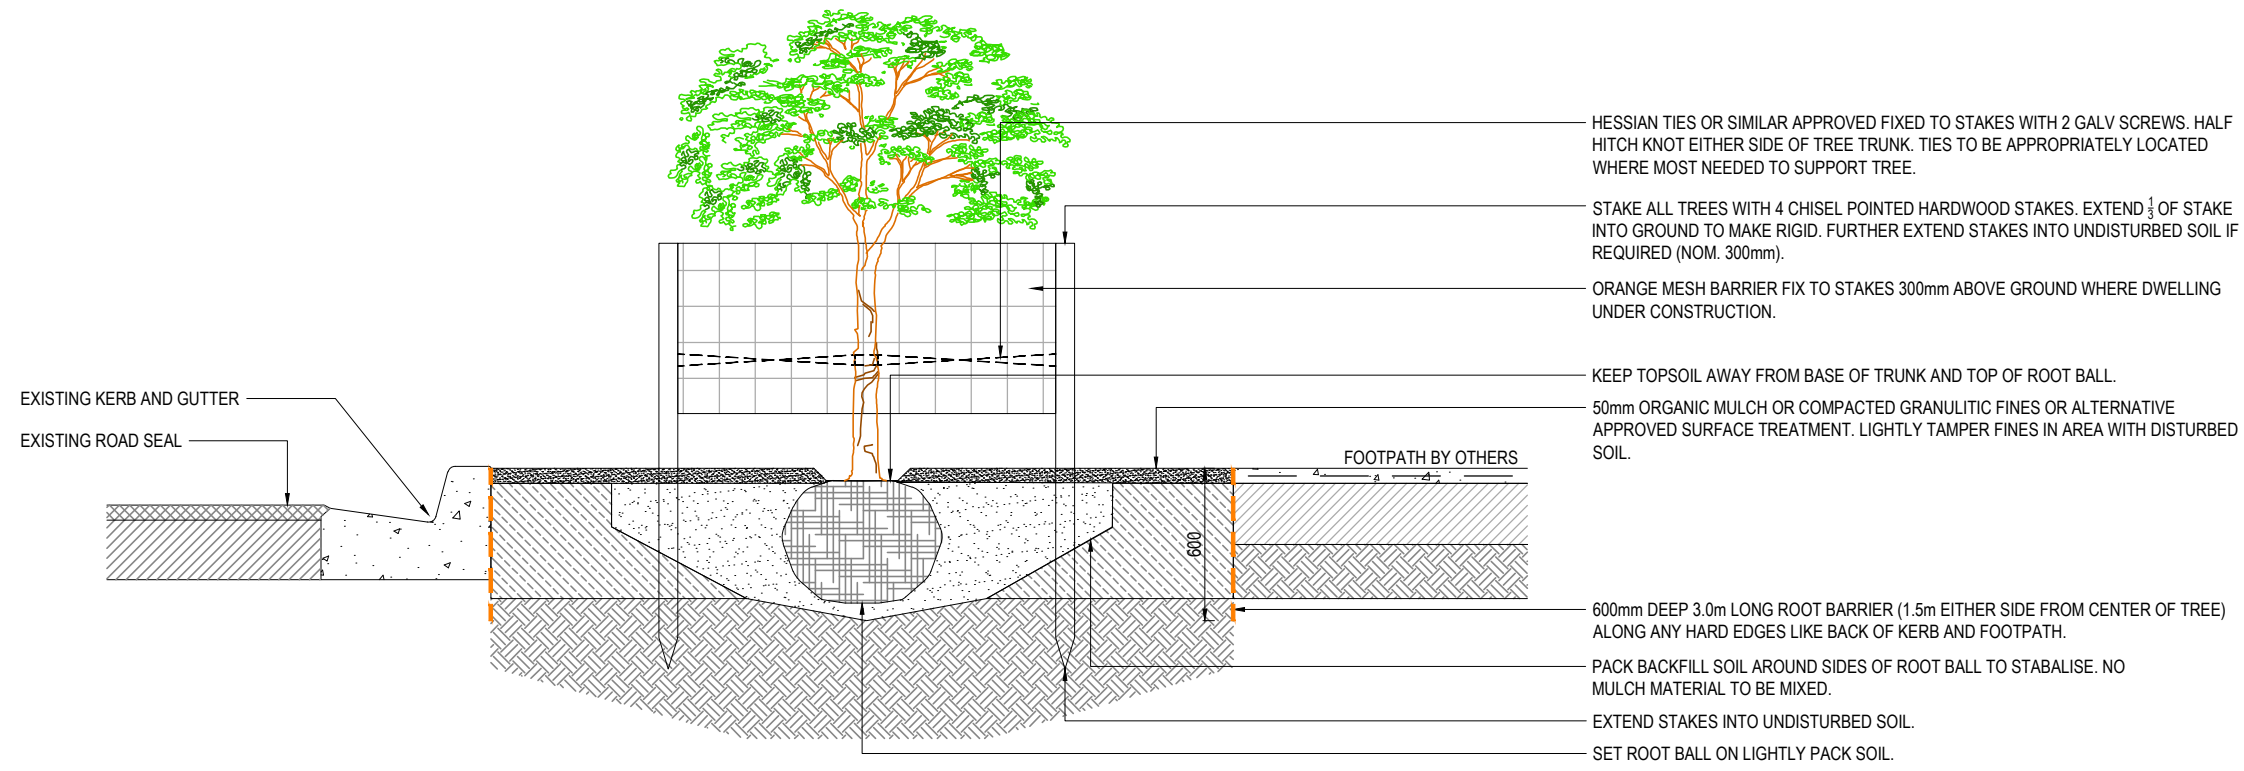 HESSIAN TIES OR SIMILAR APPROVED FIXED TO STAKES WITH 2 GALV SCREWS. HALF
HITCH KNOT EITHER SIDE OF TREE TRUNK. TIES TO BE APPROPRIATELY LOCATED
WHERE MOST NEEDED TO SUPPORT TREE.
STAKE ALL TREES WITH 4 CHISEL POINTED HARDWOOD STAKES. EXTEND 1/3 OF STAKE
INTO GROUND TO MAKE RIGID. FURTHER EXTEND STAKES INTO UNDISTURBED SOIL IF
REQUIRED (NOM. 300mm).
ORANGE MESH BARRIER FIX TO STAKES 300mm ABOVE GROUND WHERE DWELLING
UNDER CONSTRUCTION.
KEEP TOPSOIL AWAY FROM BASE OF TRUNK AND TOP OF ROOT BALL.
EXISTING KERB AND GUTTER
50mm ORGANIC MULCH OR COMPACTED GRANULITIC FINES OR ALTERNATIVE
APPROVED SURFACE TREATMENT. LIGHTLY TAMPER FINES IN AREA WITH DISTURBED
SOIL.
EXISTING ROAD SEAL
FOOTPATH BY OTHERS
600
600mm DEEP 3.0m LONG ROOT BARRIER (1.5m EITHER SIDE FROM CENTER OF TREE)
ALONG ANY HARD EDGES LIKE BACK OF KERB AND FOOTPATH.
PACK BACKFILL SOIL AROUND SIDES OF ROOT BALL TO STABALISE. NO
MULCH MATERIAL TO BE MIXED.
EXTEND STAKES INTO UNDISTURBED SOIL.
SET ROOT BALL ON LIGHTLY PACK SOIL.